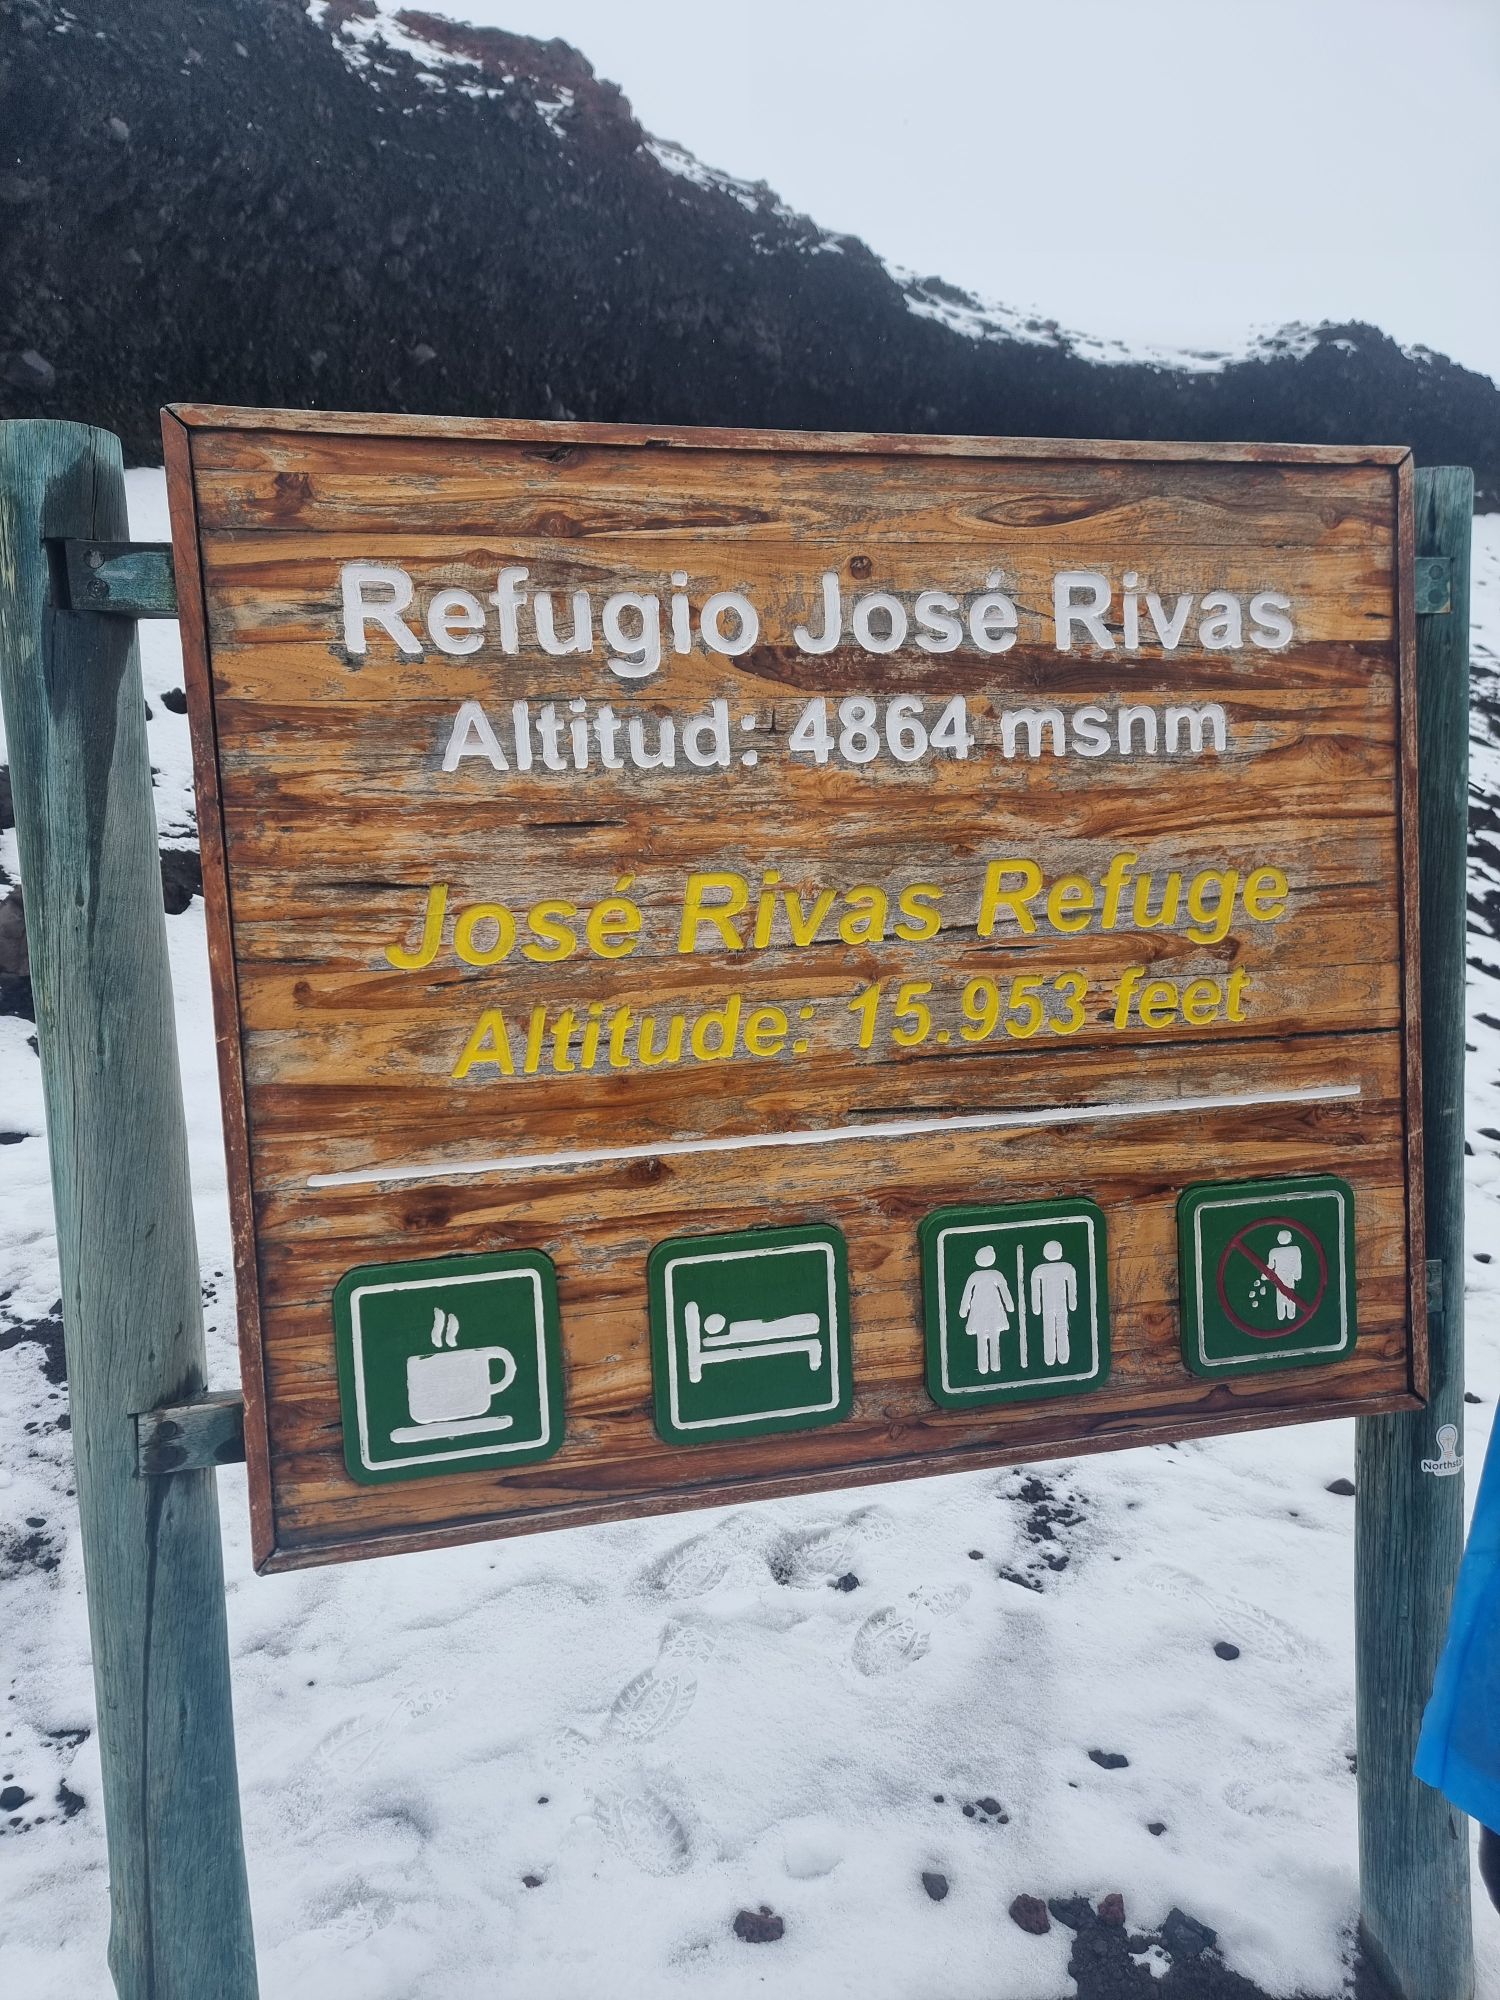 Refugio José Rivas
Altitud: 4864 msnm
José Rivas Refuge
Altitude: 15.953 feet